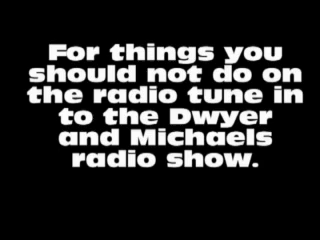 For things you
should not do on
the radio tune in
to the Dwyer
and Michaels
radio show.